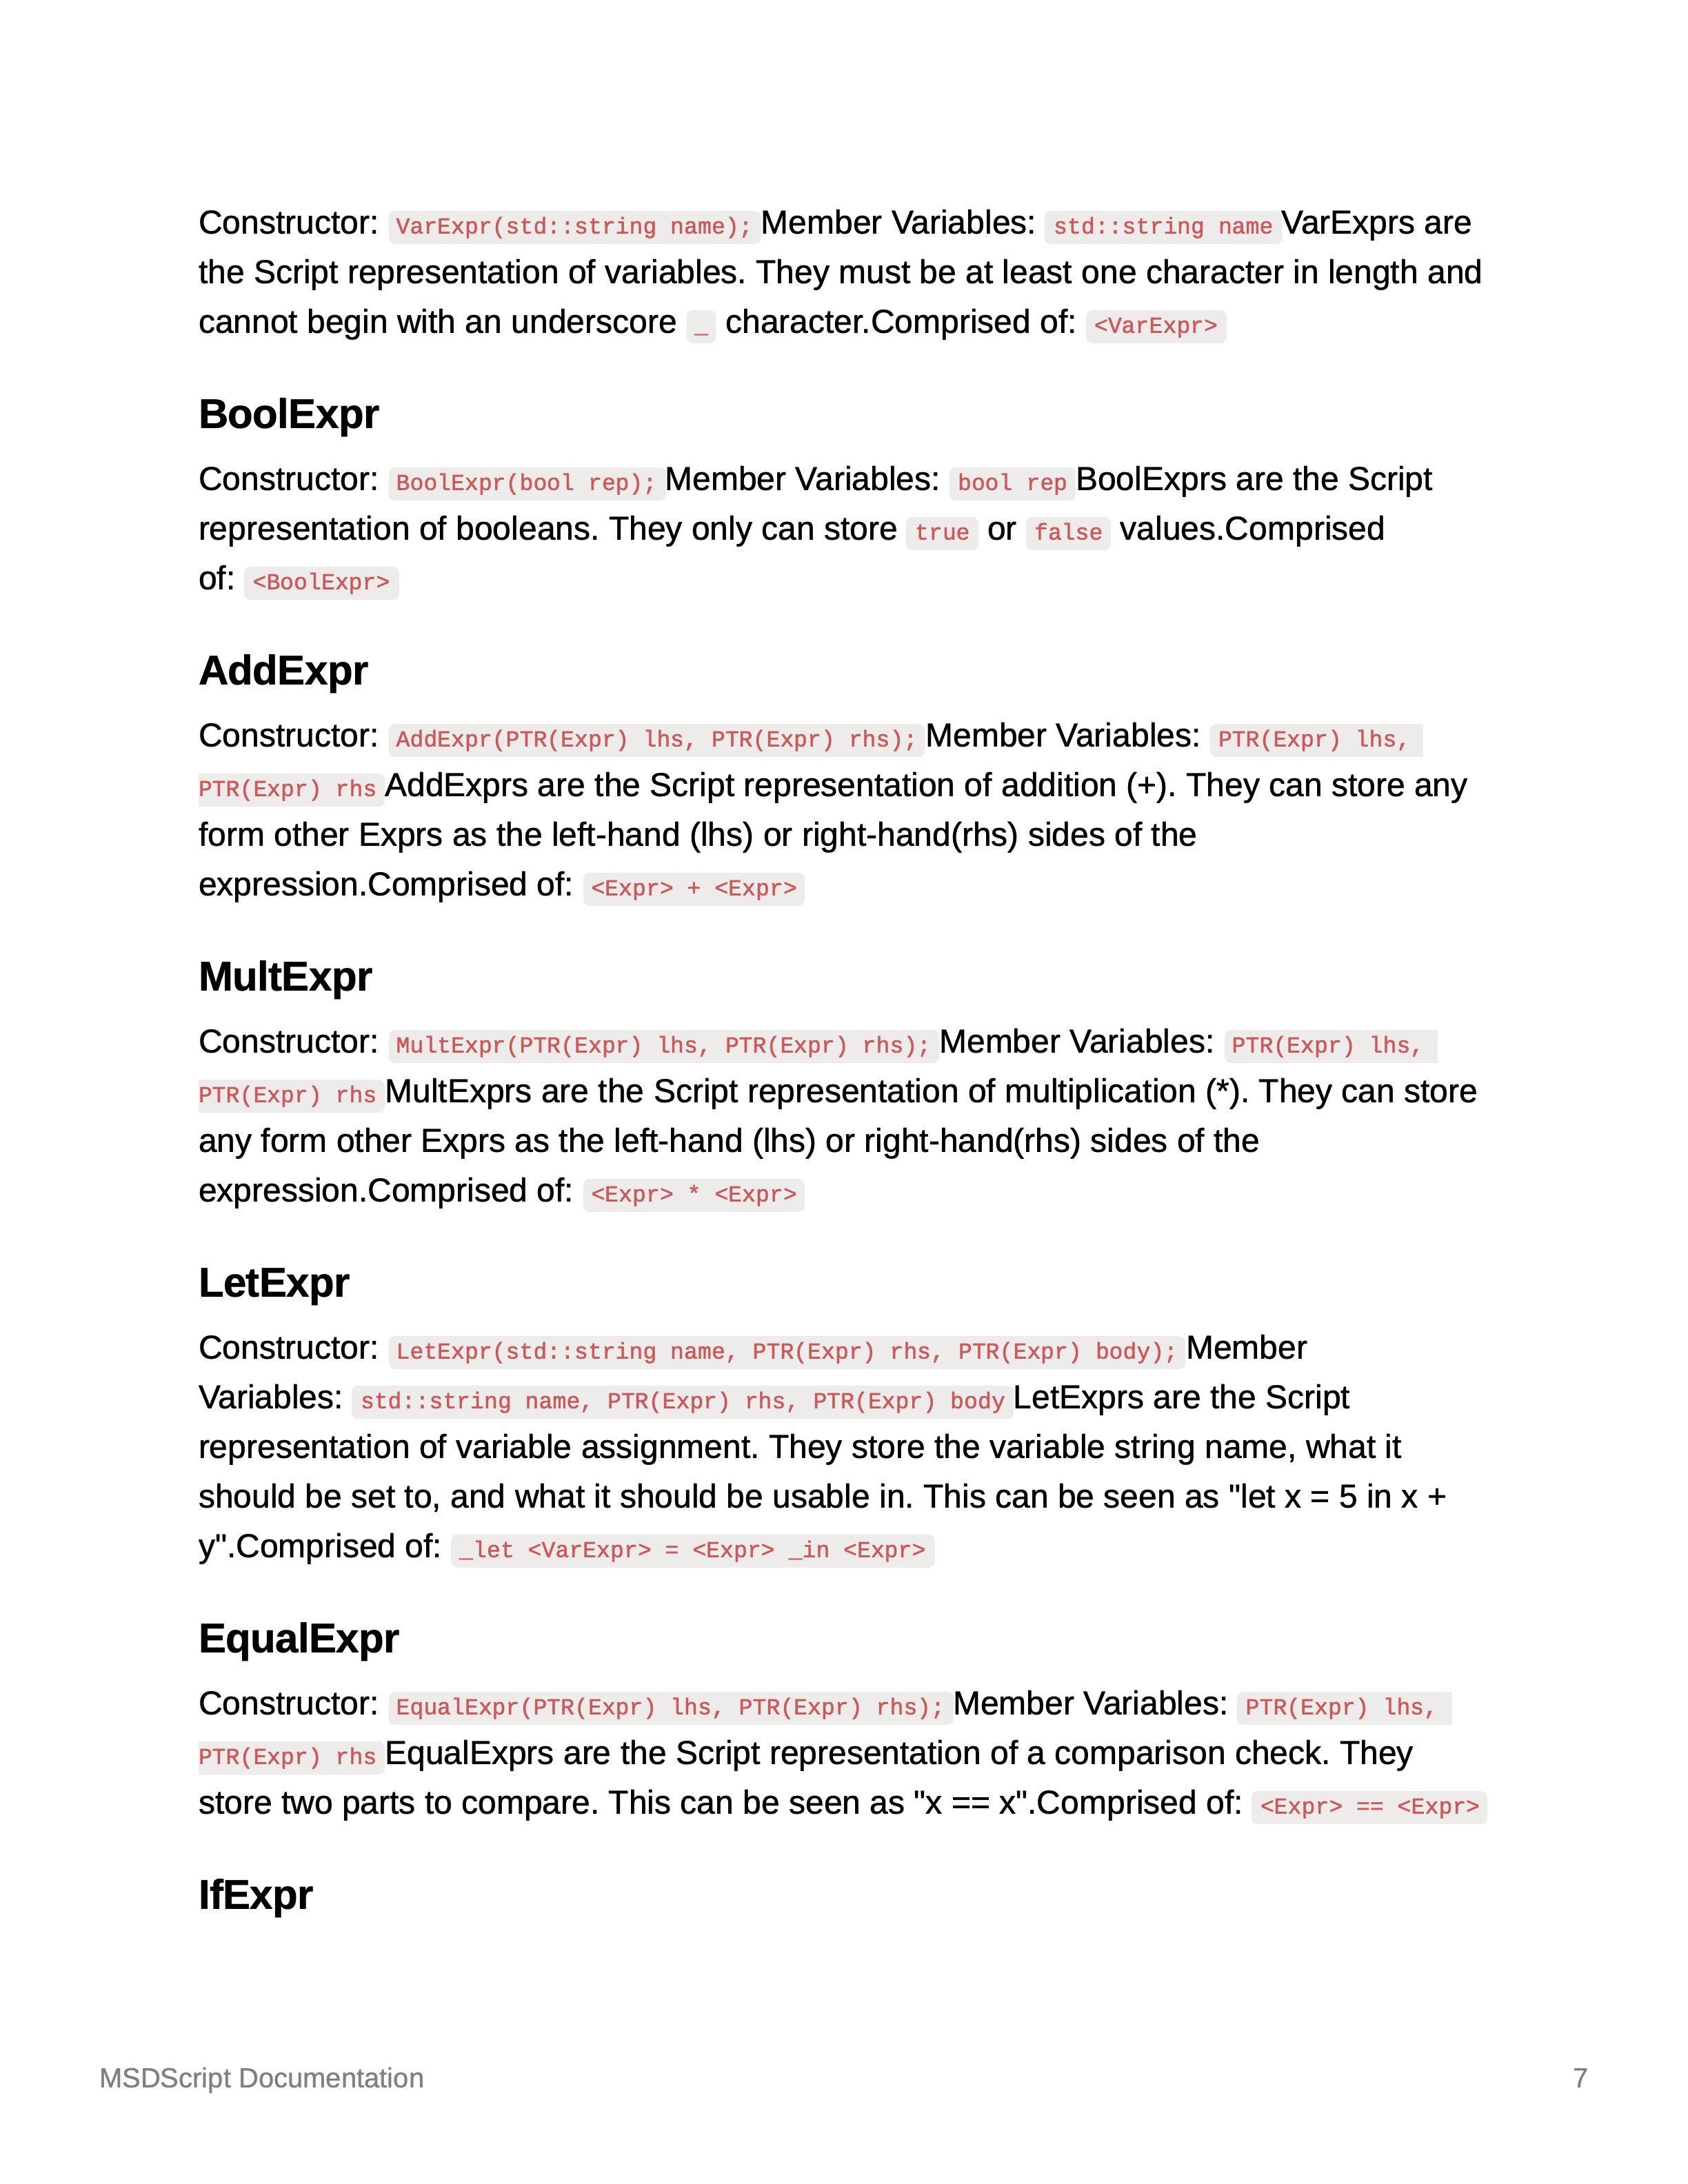 Constructor: VarExpr(std::string name);Member Variables: std::string nameVarExprs are
the Script representation of variables. They must be at least one character in length and
cannot begin with an underscore _ character.Comprised of: <VarExpr>
BoolExpr
Constructor: BoolExpr(bool rep);Member Variables: bool repBoolExprs are the Script
representation of booleans. They only can store true or false values.Comprised
of: <BoolExpr>
AddExpr
Constructor: AddExpr(PTR(Expr) lhs, PTR(Expr) rhs);Member Variables: PTR(Expr) lhs,
PTR(Expr) rhsAddExprs are the Script representation of addition (+). They can store any
form other Exprs as the left-hand (lhs) or right-hand(rhs) sides of the
expression.Comprised of: <Expr> + <Expr>
MultExpr
Constructor: MultExpr(PTR(Expr) lhs, PTR(Expr) rhs);Member Variables: PTR(Expr) lhs,
PTR(Expr) rhsMultExprs are the Script representation of multiplication (*). They can store
any form other Exprs as the left-hand (lhs) or right-hand(rhs) sides of the
expression.Comprised of: <Expr> * <Expr>
LetExpr
Constructor: LetExpr(std::string name, PTR(Expr) rhs, PTR(Expr) body);Member
Variables: std::string name, PTR(Expr) rhs, PTR(Expr) bodyLetExprs are the Script
representation of variable assignment. They store the variable string name, what it
should be set to, and what it should be usable in. This can be seen as "let x = 5 in x +
y".Comprised of: _let <VarExpr> = <Expr> _in <Expr>
EqualExpr
Constructor: EqualExpr(PTR(Expr) lhs, PTR(Expr) rhs);Member Variables: PTR(Expr) lhs,
PTR(Expr) rhsEqualExprs are the Script representation of a comparison check. They
store two parts to compare. This can be seen as "x == x".Comprised of: <Expr> == <Expr>
IfExpr
MSDScript Documentation 7